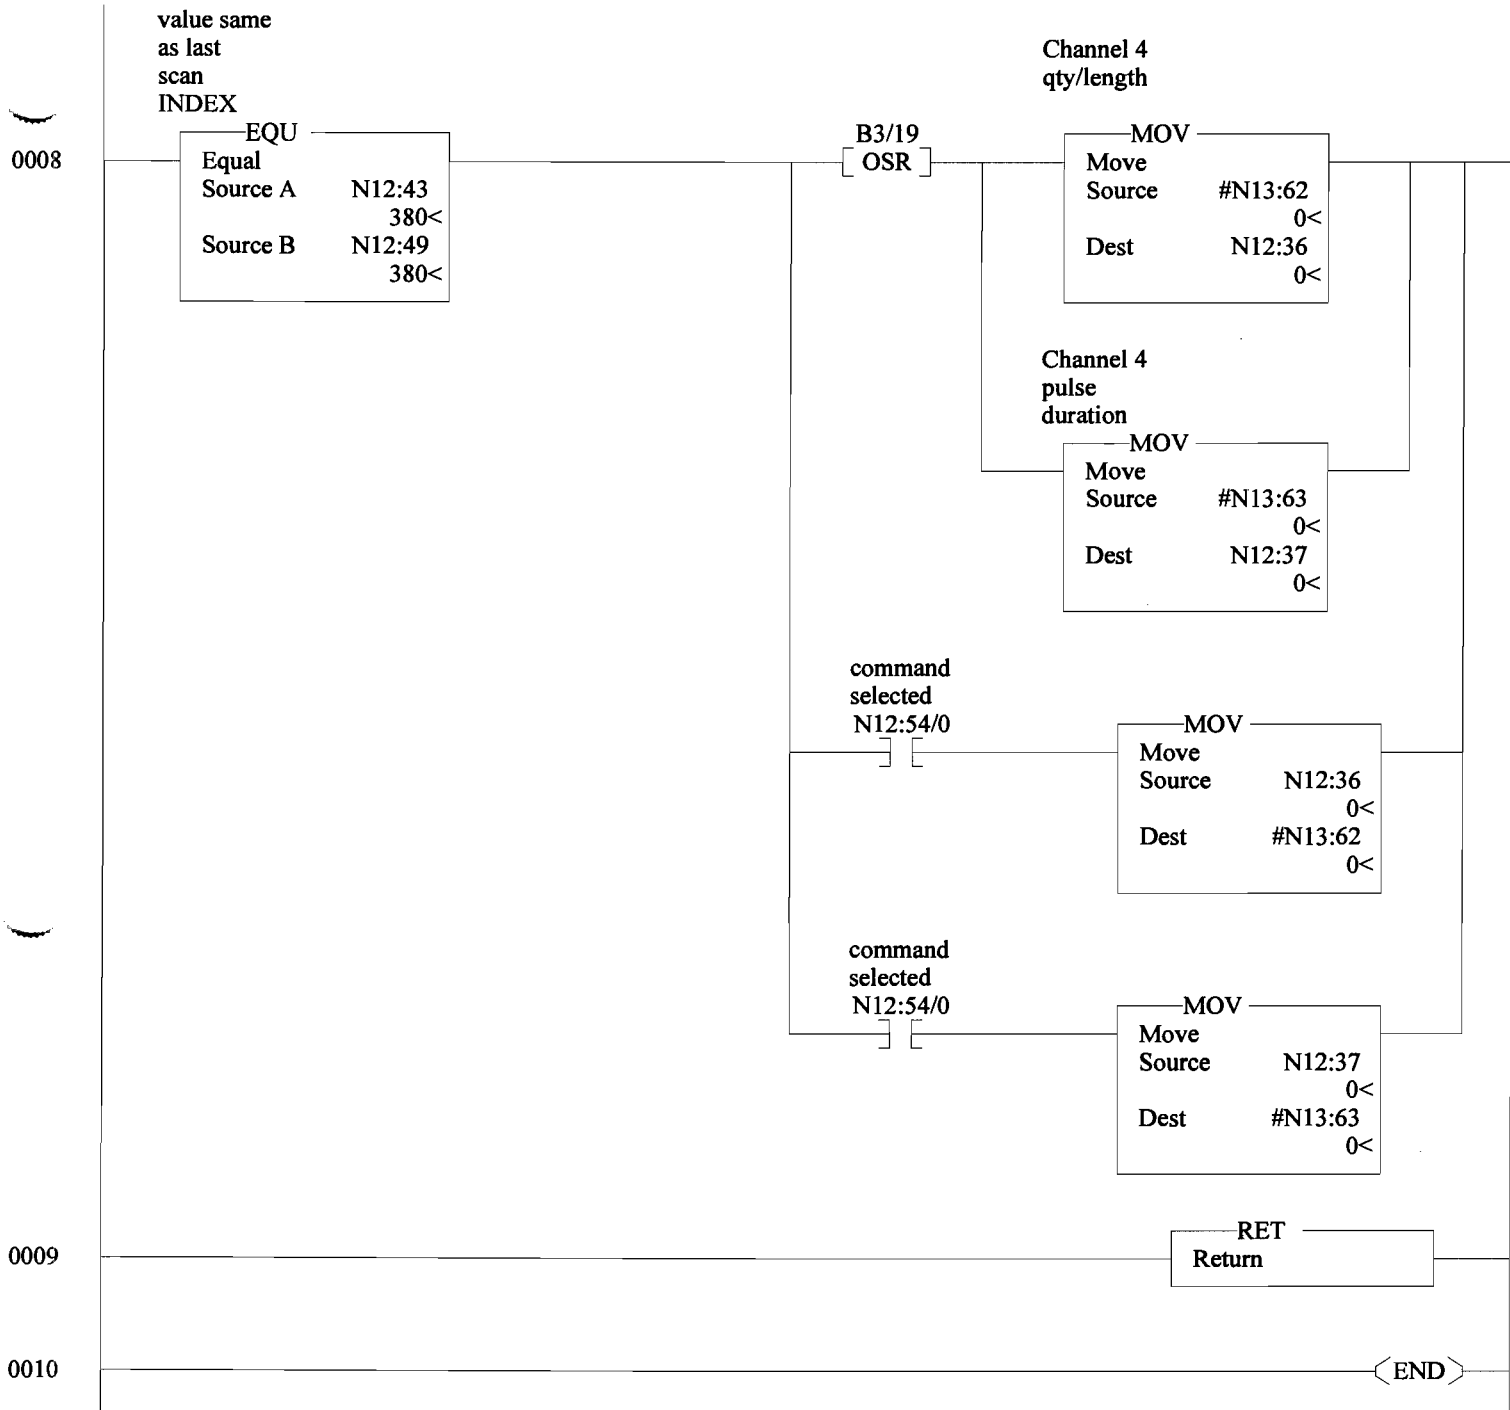 value same
as last
scan
INDEX
Channel 4
qty/length
0008
EQU
Equal
Source A N12:43
380<
Source B N12:49
380<
B3/19
OSR
MOV
Move
Source #N13:62
0<
Dest N12:36
0<
Channel 4
pulse
duration
MOV
Move
Source #N13:63
0<
Dest N12:37
0<
command
selected
N12:54/0
MOV
Move
Source N12:36
0<
Dest #N13:62
0<
command
selected
N12:54/0
MOV
Move
Source N12:37
0<
Dest #N13:63
0<
0009
RET
Return
0010
END